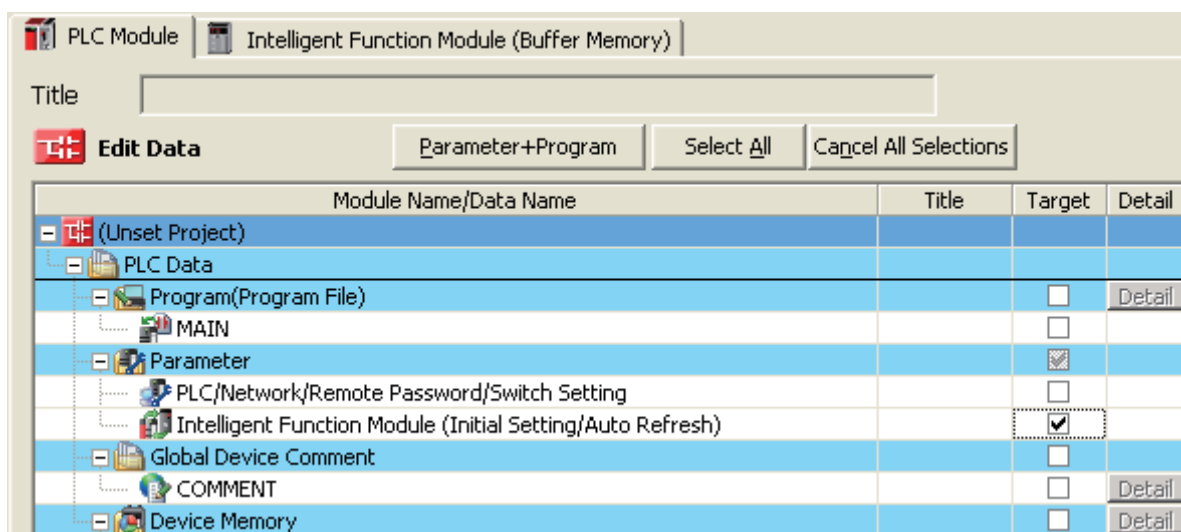 PLC Module Intelligent Function Module (Buffer Memory)
Title
Edit Data Parameter+Program Select All Cancel All Selections
Module Name/Data Name Title Target Detail
(Unset Project)
PLC Data
Program(Program File) Detail
MAIN
Parameter
PLC/Network/Remote Password/Switch Setting
Intelligent Function Module (Initial Setting/Auto Refresh)
Global Device Comment
COMMENT Detail
Device Memory Detail